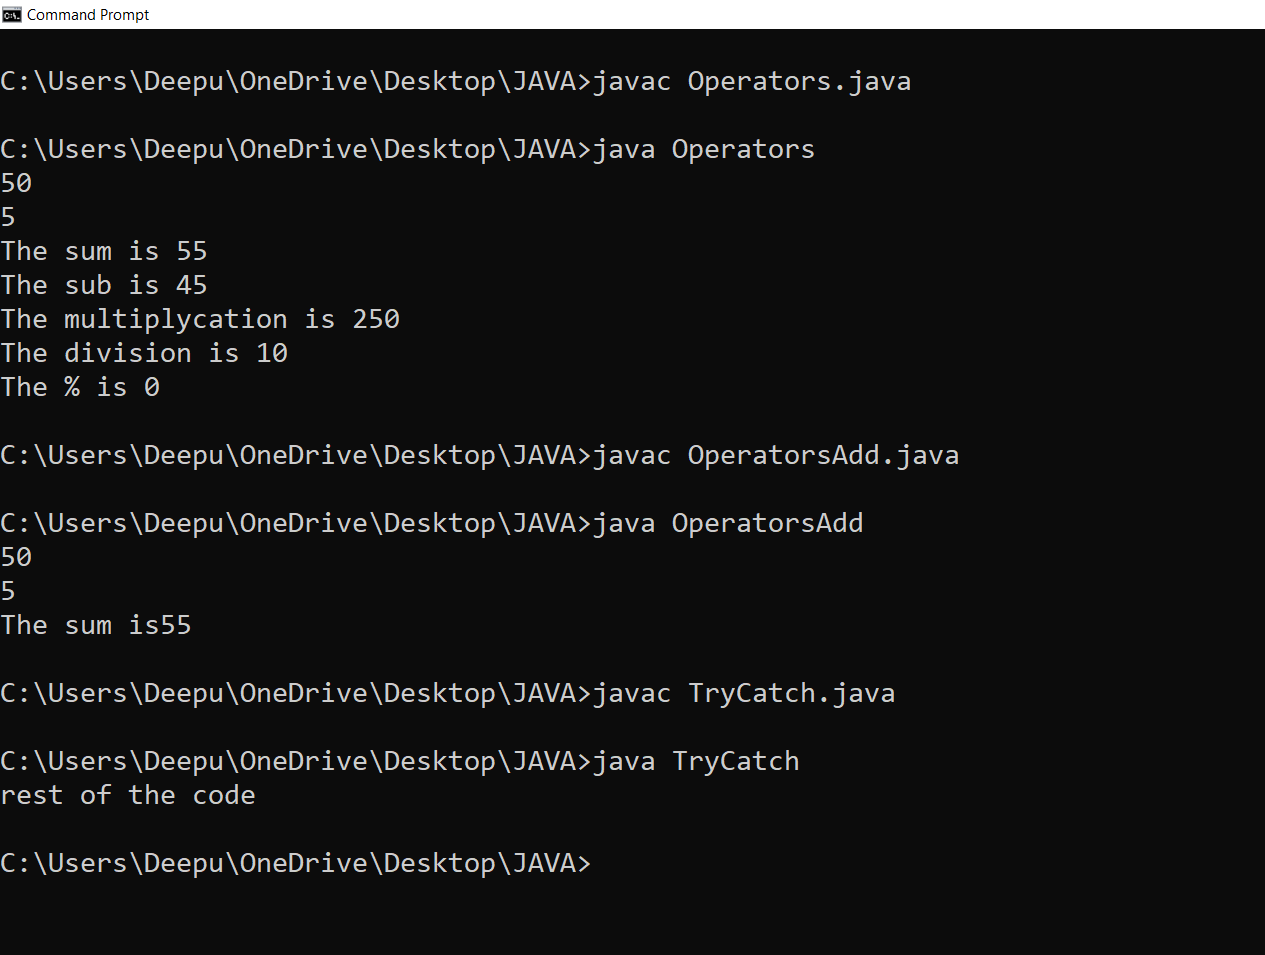 Command Prompt
C:\Users\Deepu\OneDrive\Desktop\JAVA>javac Operators.java
C:\Users\Deepu\OneDrive\Desktop\JAVA>java Operators
50
5
The sum is 55
The sub is 45
The multiplycation is 250
The division is 10
The % is 0
C:\Users\Deepu\OneDrive\Desktop\JAVA>javac OperatorsAdd.java
C:\Users\Deepu\OneDrive\Desktop\JAVA>java OperatorsAdd
50
5
The sum is55
C:\Users\Deepu\OneDrive\Desktop\JAVA>javac TryCatch.java
C:\Users\Deepu\OneDrive\Desktop\JAVA>java TryCatch
rest of the code
C:\Users\Deepu\OneDrive\Desktop\JAVA>